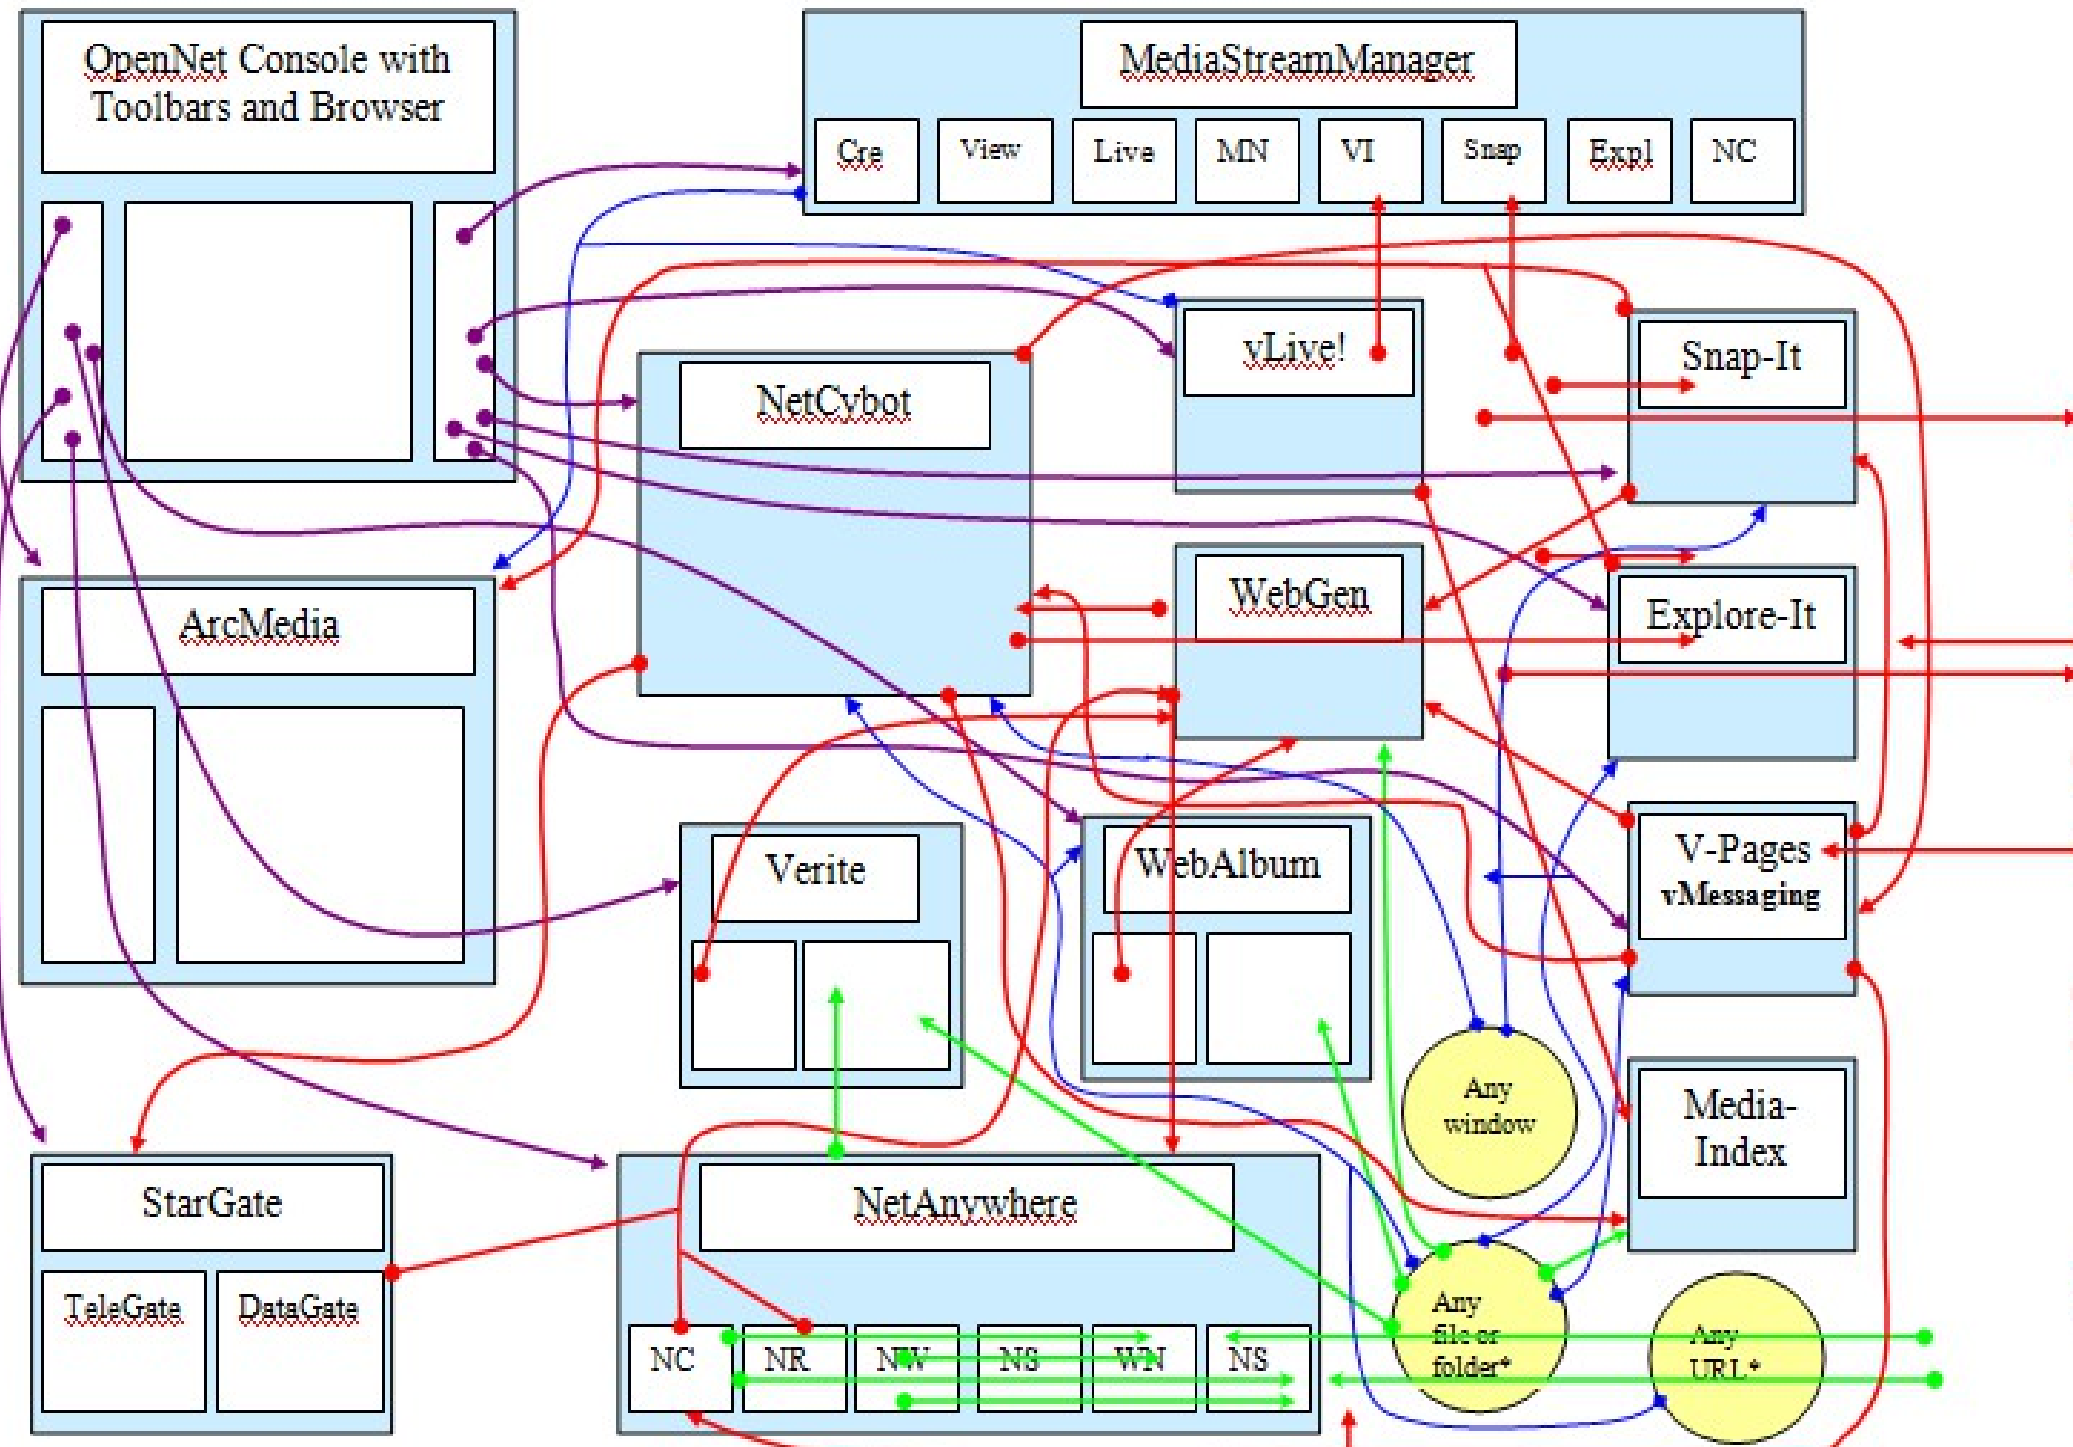 OpenNet Console with
Toolbars and Browser
MediaStreamManager
Cre
View
Live
MN
VI
Snap
Expl
NC
vLive!
Snap-It
NetCybot
WebGen
Explore-It
ArcMedia
Verite
WebAlbum
V-Pages
vMessaging
Any
window
Media-
Index
StarGate
TeleGate
DataGate
NetAnywhere
NC
NR
NW
NS
WN
NS
Any
file or
folder*
Any
URL*